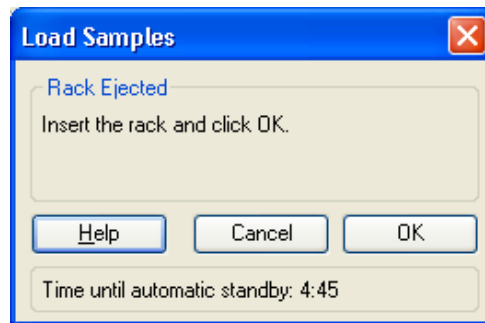 Load Samples
Rack Ejected
Insert the rack and click OK.
Help Cancel OK
Time until automatic standby: 4:45